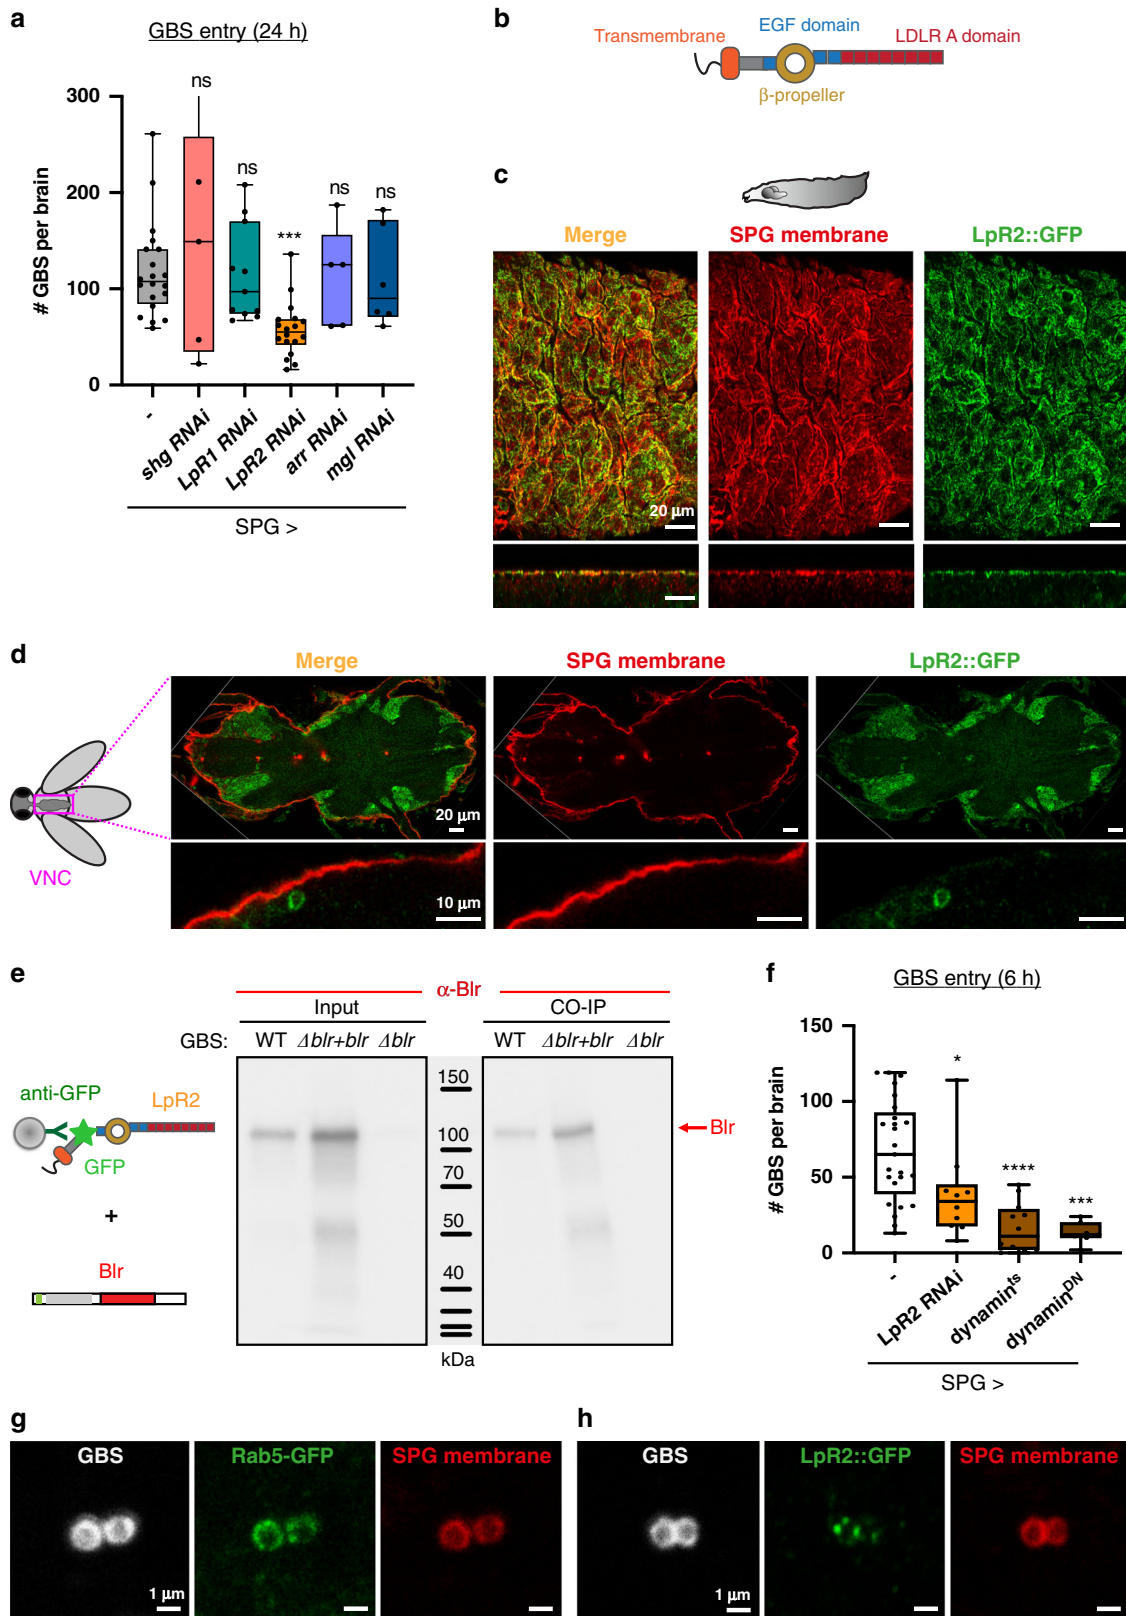 a
GBS entry (24 h)
# GBS per brain
300
200
100
0
ns
ns
***
ns
ns
-
shg RNAi
LpR1 RNAi
LpR2 RNAi
arr RNAi
mgl RNAi
SPG >
b
Transmembrane
EGF domain
LDLR A domain
β-propeller
c
Merge
SPG membrane
LpR2::GFP
20 µm
d
Merge
SPG membrane
LpR2::GFP
VNC
20 µm
10 µm
e
α-Blr
Input
CO-IP
GBS:
WT
Δblr+blr
Δblr
WT
Δblr+blr
Δblr
anti-GFP
LpR2
GFP
+
Blr
150
100
70
50
40
kDa
Blr
f
GBS entry (6 h)
# GBS per brain
150
100
50
0
*
****
***
-
LpR2 RNAi
dynamin^ts
dynamin^DN
SPG >
g
GBS
Rab5-GFP
SPG membrane
1 µm
h
GBS
LpR2::GFP
SPG membrane
1 µm